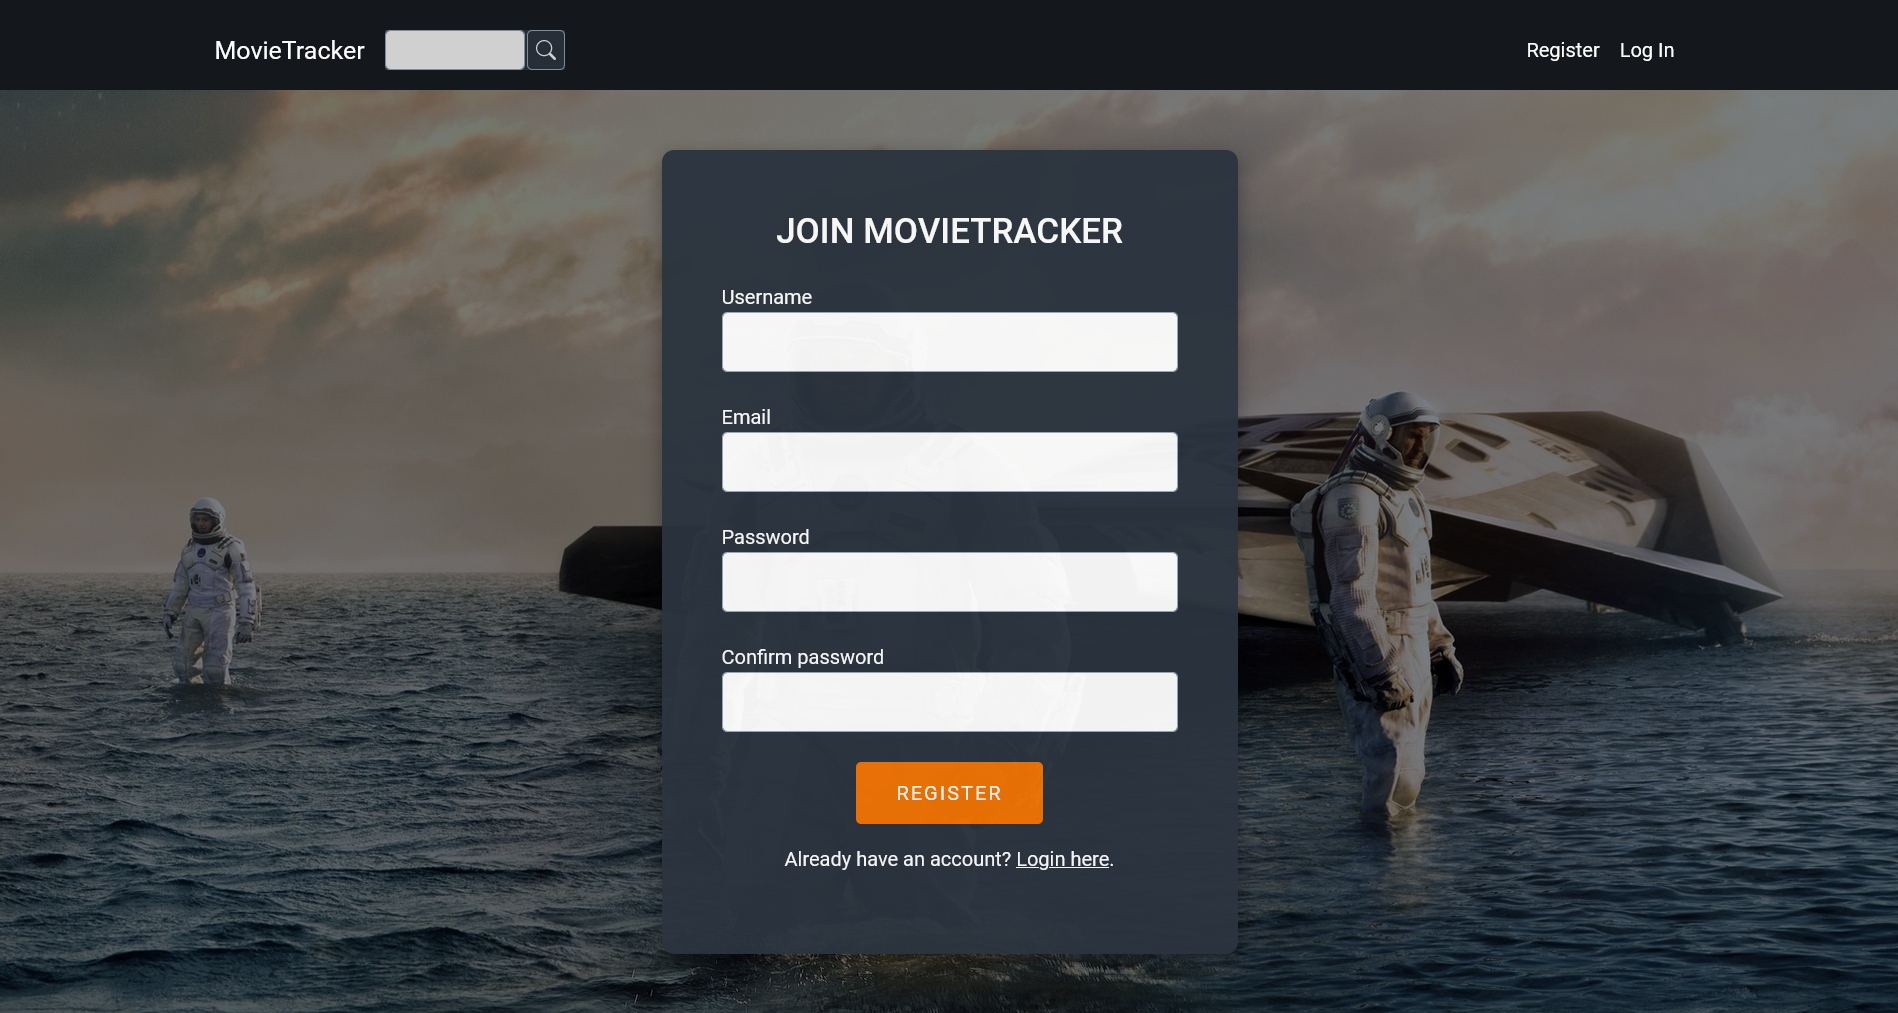 MovieTracker
Register Log In
JOIN MOVIETRACKER
Username
Email
Password
Confirm password
REGISTER
Already have an account? Login here.